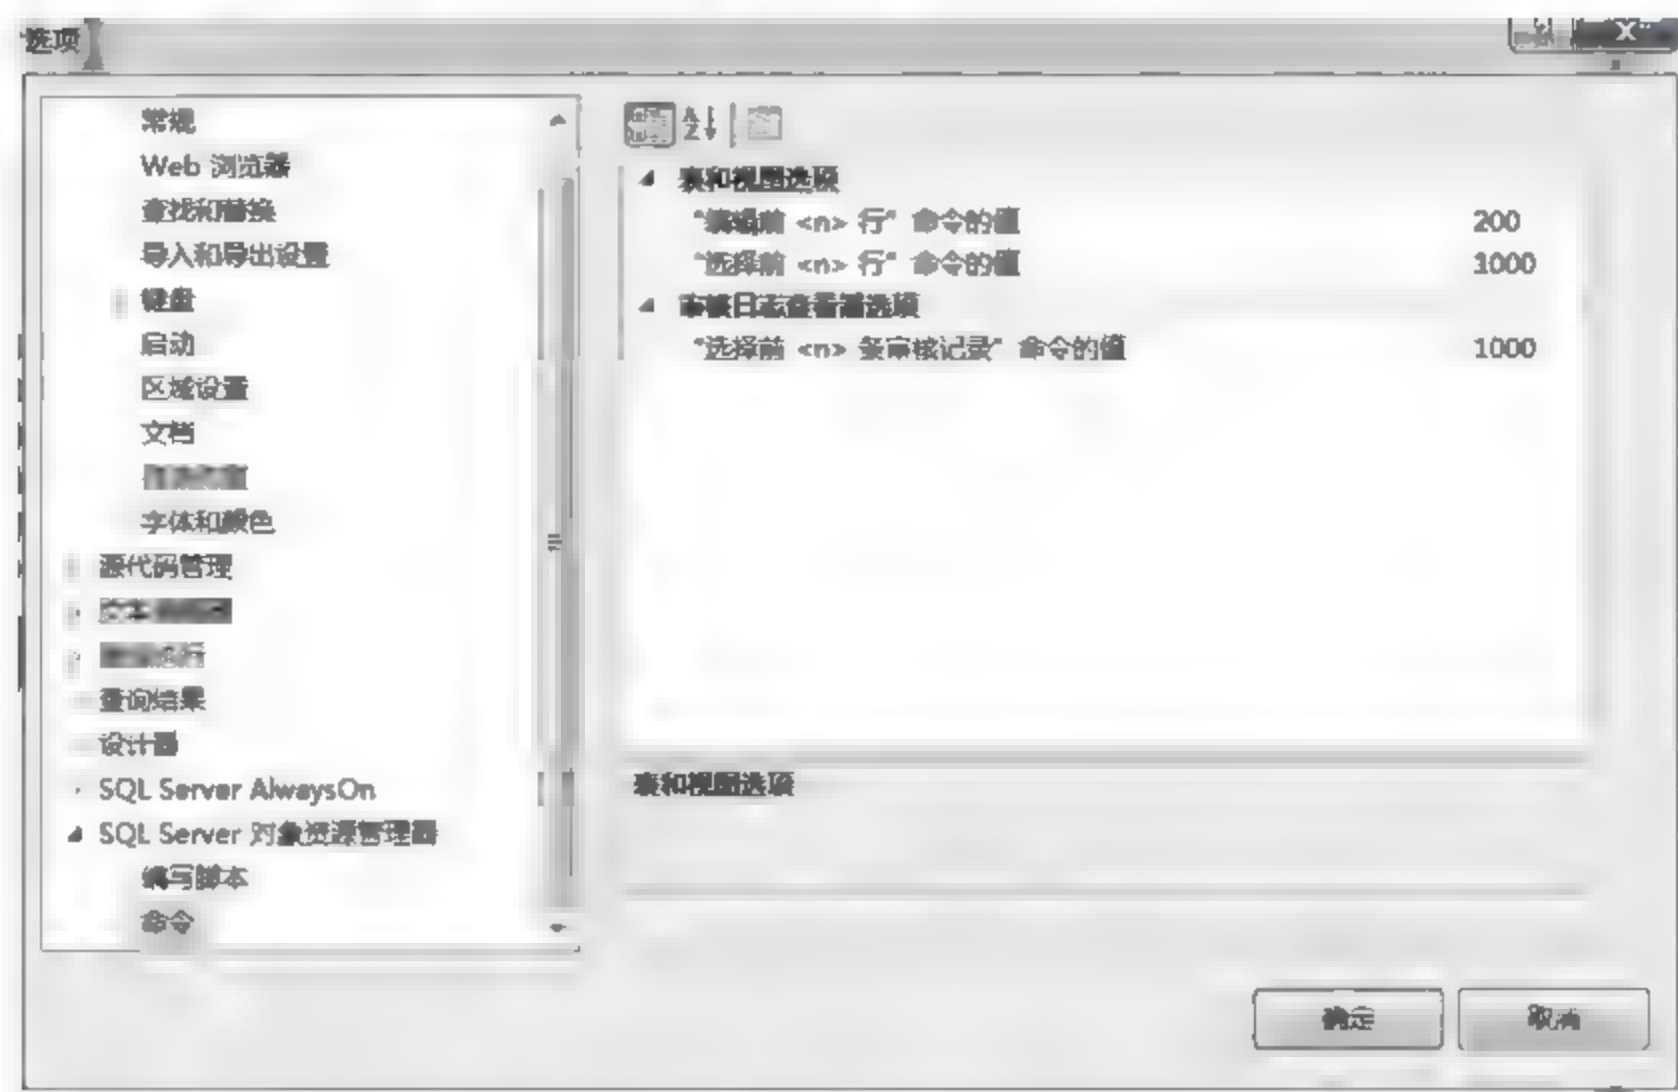 选项
常规
Web 浏览器
查找和替换
导入和导出设置
键盘
启动
区域设置
文档
字体和颜色
源代码管理
查询结果
设计器
SQL Server AlwaysOn
SQL Server 对象资源管理器
编写脚本
命令
表和视图选项
"编辑前 <n> 行" 命令的值 200
"选择前 <n> 行" 命令的值 1000
审核日志查看器选项
"选择前 <n> 条审核记录" 命令的值 1000
表和视图选项
确定
取消